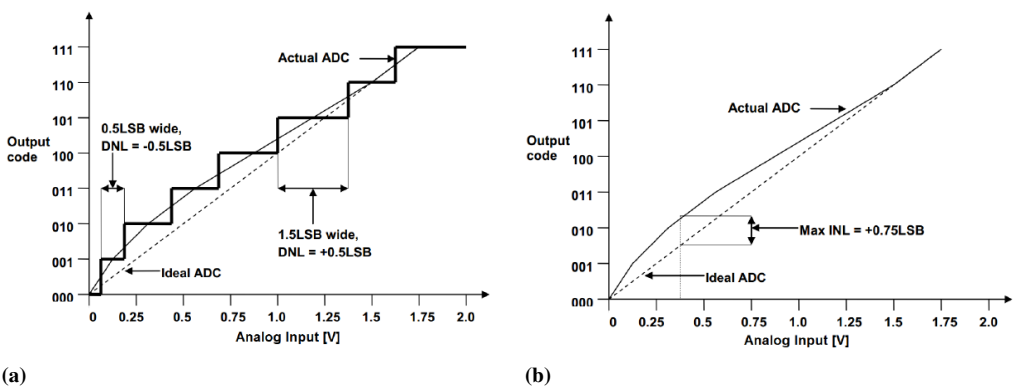 111
110
101
100
011
010
001
000
Output
code
0.5LSB wide,
DNL = -0.5LSB
Actual ADC
1.5LSB wide,
DNL = +0.5LSB
Ideal ADC
0 0.25 0.5 0.75 1.0 1.25 1.5 1.75 2.0
Analog Input [V]
(a)
111
110
101
100
011
010
001
000
Output
code
Actual ADC
Max INL = +0.75LSB
Ideal ADC
0 0.25 0.5 0.75 1.0 1.25 1.5 1.75 2.0
Analog Input [V]
(b)